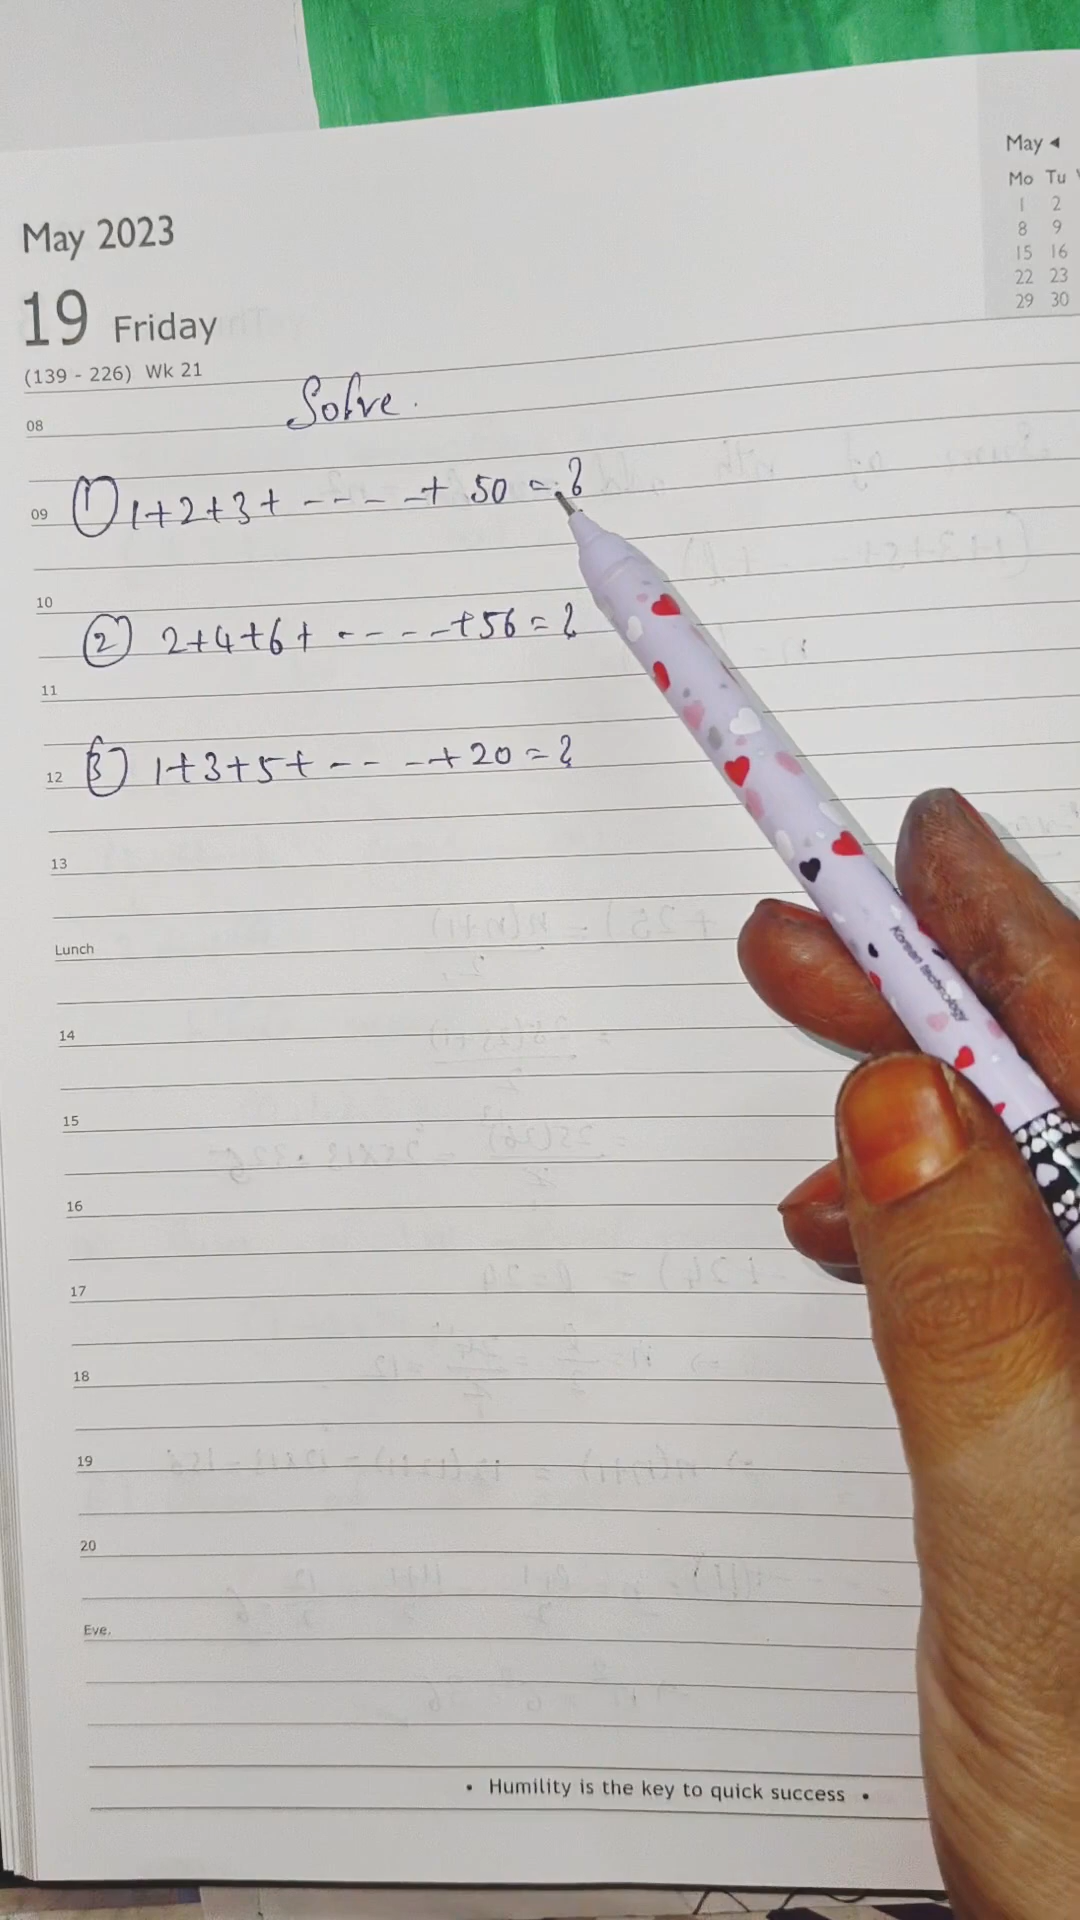 May 2023
19 Friday
(139 - 226) Wk 21
May ◂
Mo Tu
1 2
8 9
15 16
22 23
29 30
Solve.
08
09 ① 1+2+3+ - - - - -+ 50 = ?
10
② 2+4+6+ - - - - -+56 = ?
11
12 ③ 1+3+5+ - - - -+ 20 = ?
13
Lunch
14
15
16
17
18
19
20
Eve.
• Humility is the key to quick success •
Korean technology